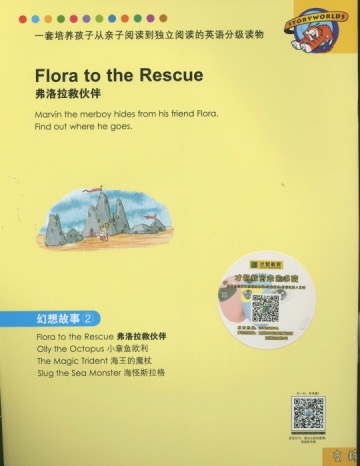 STORYWORLDS
一套培养孩子从亲子阅读到独立阅读的英语分级读物
Flora to the Rescue
弗洛拉救伙伴
Marvin the merboy hides from his friend Flora.
Find out where he goes.
幻想故事 2
Flora to the Rescue 弗洛拉救伙伴
Olly the Octopus 小章鱼欧利
The Magic Trident 海王的魔杖
Slug the Sea Monster 海怪斯拉格